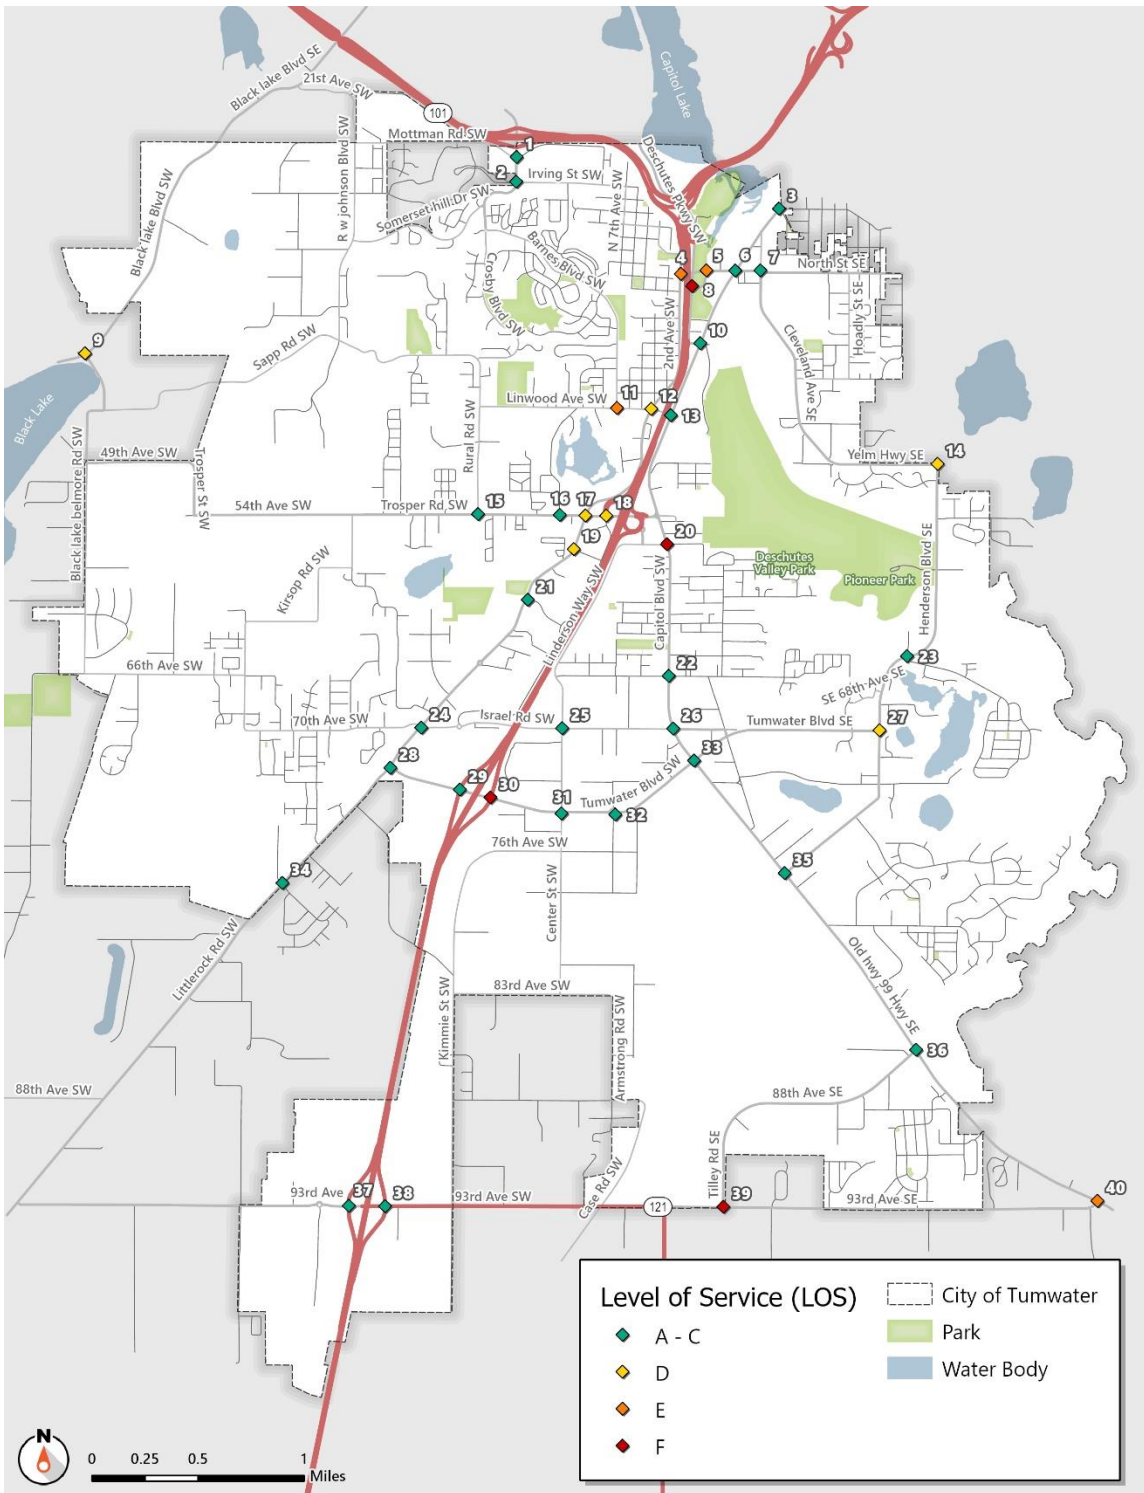 Black lake Blvd SE
21st Ave SW
101
Capitol Lake
Mottman Rd SW
R w johnson Blvd SW
1
Deschutes Pkwy SW
2
Irving St SW
N 7th Ave SW
Somerset hill Dr SW
3
Black lake Blvd SW
Barnes Blvd SW
Crosby Blvd SW
4
5
6
7
North St SE
8
Hoadly St SE
2nd Ave SW
10
Cleveland Ave SE
9
Sapp Rd SW
Black Lake
Linwood Ave SW
11
12
13
Rural Rd SW
49th Ave SW
Trosper St SW
Yelm Hwy SE
14
Black lake belmore Rd SW
54th Ave SW
Trosper Rd SW
15
16
17
18
19
20
Deschutes
Valley Park
Pioneer Park
Henderson Blvd SE
Kirsop Rd SW
21
Linderson Way SW
Capitol Blvd SW
66th Ave SW
22
23
SE 68th Ave SE
70th Ave SW
24
Israel Rd SW
25
26
Tumwater Blvd SE
27
28
33
29
30
Tumwater Blvd SW
31
32
76th Ave SW
34
35
Center St SW
Littlerock Rd SW
Old hwy 99 Hwy SE
83rd Ave SW
Kimmie St SW
Armstrong Rd SW
36
88th Ave SW
88th Ave SE
Tilley Rd SE
Case Rd SW
93rd Ave
37
38
93rd Ave SW
121
39
93rd Ave SE
40
Level of Service (LOS)
A - C
D
E
F
City of Tumwater
Park
Water Body
N
0 0.25 0.5 1
Miles